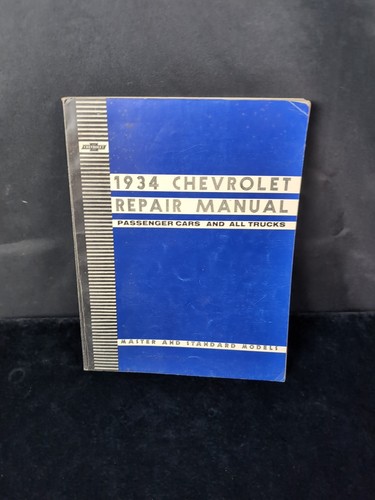 CHEVROLET
1934 CHEVROLET
REPAIR MANUAL
PASSENGER CARS AND ALL TRUCKS
MASTER AND STANDARD MODELS